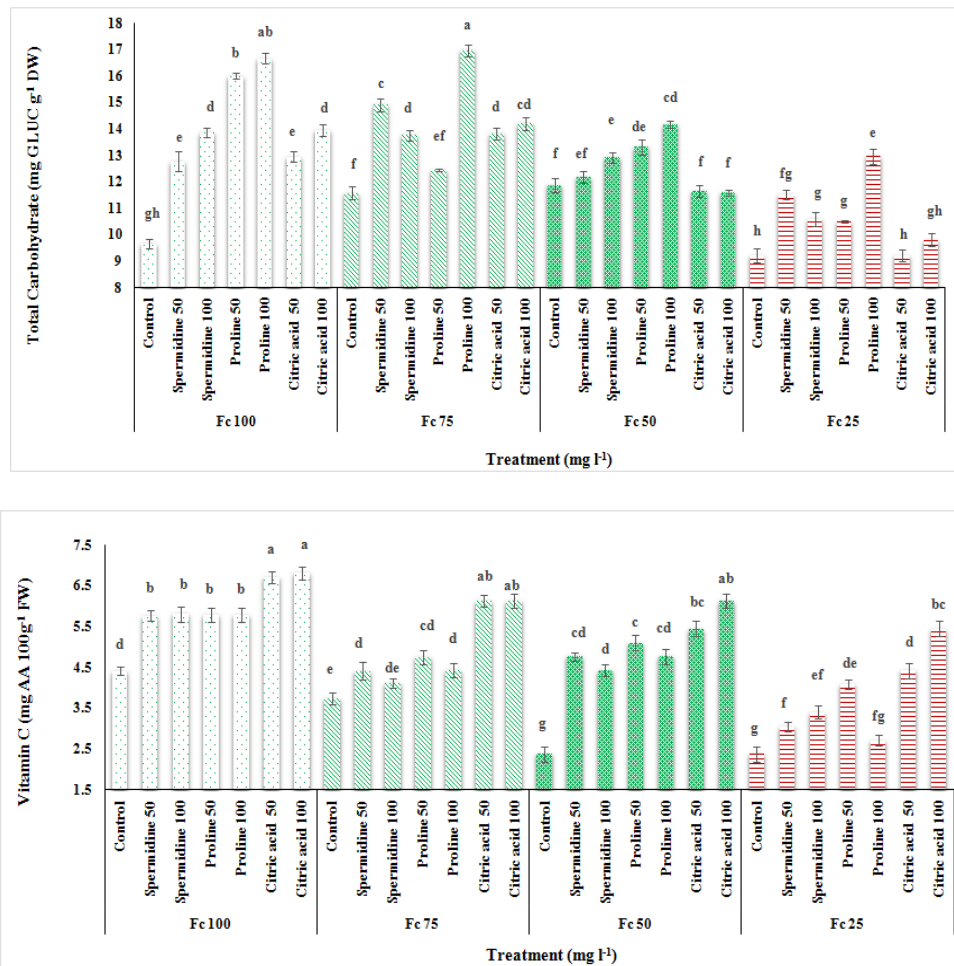 Total Carbohydrate (mg GLUC g-1 DW)
18
17
16
15
14
13
12
11
10
9
8
gh e d b ab e d f c d ef a d cd f ef e de cd f f h fg g g e h gh
Control Spermidine 50 Spermidine 100 Proline 50 Proline 100 Citric acid 50 Citric acid 100 Control Spermidine 50 Spermidine 100 Proline 50 Proline 100 Citric acid 50 Citric acid 100 Control Spermidine 50 Spermidine 100 Proline 50 Proline 100 Citric acid 50 Citric acid 100 Control Spermidine 50 Spermidine 100 Proline 50 Proline 100 Citric acid 50 Citric acid 100
Fc 100 Fc 75 Fc 50 Fc 25
Treatment (mg l-1)
Vitamin C (mg AA 100g1 FW)
7.5
6.5
5.5
4.5
3.5
2.5
1.5
d b b b b a a e d de cd d ab ab g cd d c cd bc ab g f ef de fg d bc
Control Spermidine 50 Spermidine 100 Proline 50 Proline 100 Citric acid 50 Citric acid 100 Control Spermidine 50 Spermidine 100 Proline 50 Proline 100 Citric acid 50 Citric acid 100 Control Spermidine 50 Spermidine 100 Proline 50 Proline 100 Citric acid 50 Citric acid 100 Control Spermidine 50 Spermidine 100 Proline 50 Proline 100 Citric acid 50 Citric acid 100
Fc 100 Fc 75 Fc 50 Fc 25
Treatment (mg l-1)